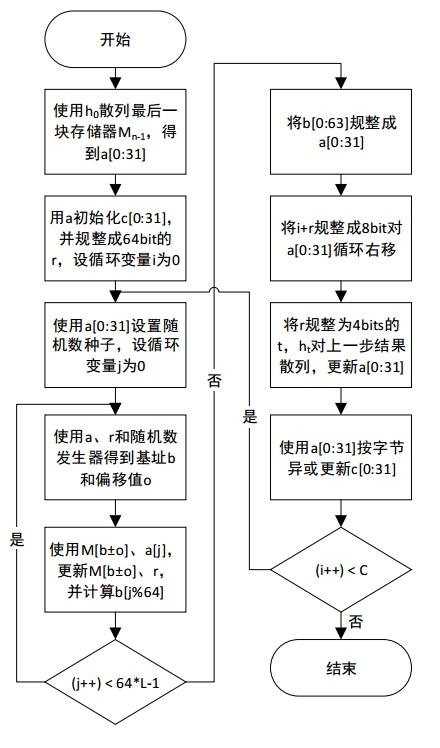 开始
使用h₀散列最后一
块存储器Mₙ₋₁，得
到a[0:31]
用a初始化c[0:31]，
并规整成64bit的
r，设循环变量i为0
使用a[0:31]设置随
机数种子，设循环
变量j为0
使用a、r和随机数
发生器得到基址b
和偏移值o
使用M[b±o]、a[j]，
更新M[b±o]、r，
并计算b[j%64]
(j++) < 64*L-1
是
否
将b[0:63]规整成
a[0:31]
将i+r规整成8bit对
a[0:31]循环右移
将r规整为4bits的
t，hₜ对上一步结果
散列，更新a[0:31]
使用a[0:31]按字节
异或更新c[0:31]
(i++) < C
是
否
结束